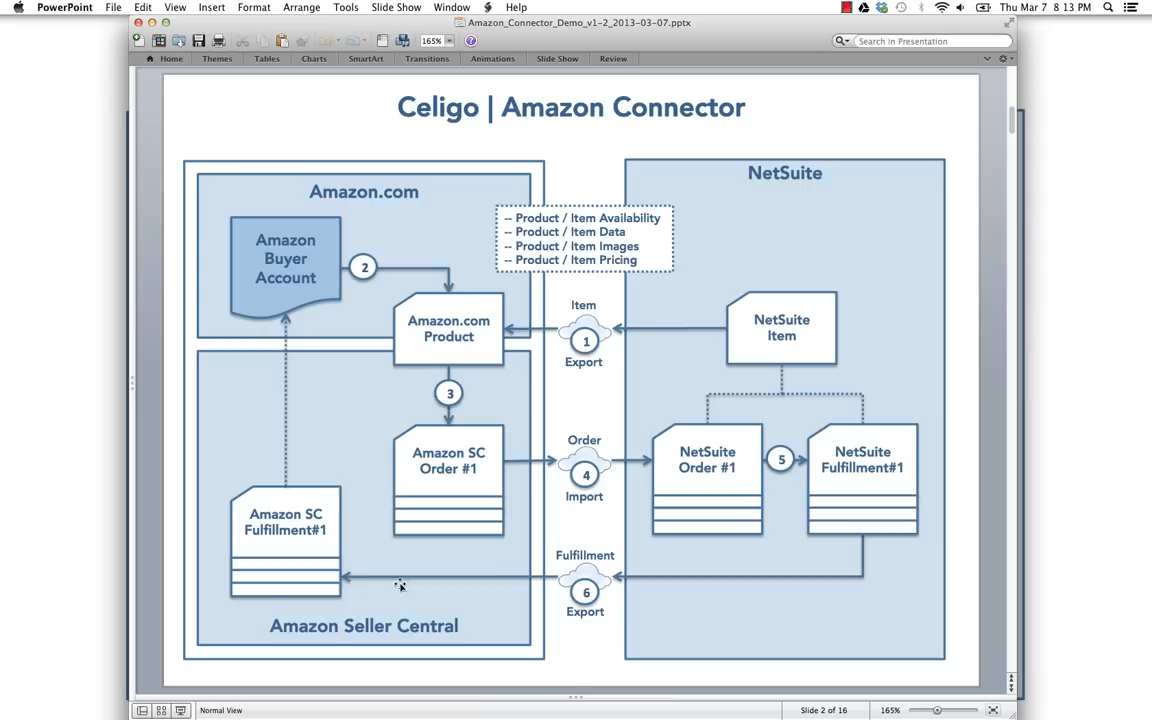 PowerPoint File Edit View Insert Format Arrange Tools Slide Show Window Help Thu Mar 7 8:13 PM
Amazon_Connector_Demo_v1-2_2013-03-07.pptx
165% Search in Presentation
Home Themes Tables Charts SmartArt Transitions Animations Slide Show Review
Celigo | Amazon Connector
Amazon.com
NetSuite
Amazon
Buyer
Account
2
-- Product / Item Availability
-- Product / Item Data
-- Product / Item Images
-- Product / Item Pricing
Amazon.com
Product
Item
1
Export
NetSuite
Item
3
Amazon SC
Order #1
Order
4
Import
NetSuite
Order #1
5
NetSuite
Fulfillment#1
Amazon SC
Fulfillment#1
Fulfillment
6
Export
Amazon Seller Central
Normal View Slide 2 of 16 165%